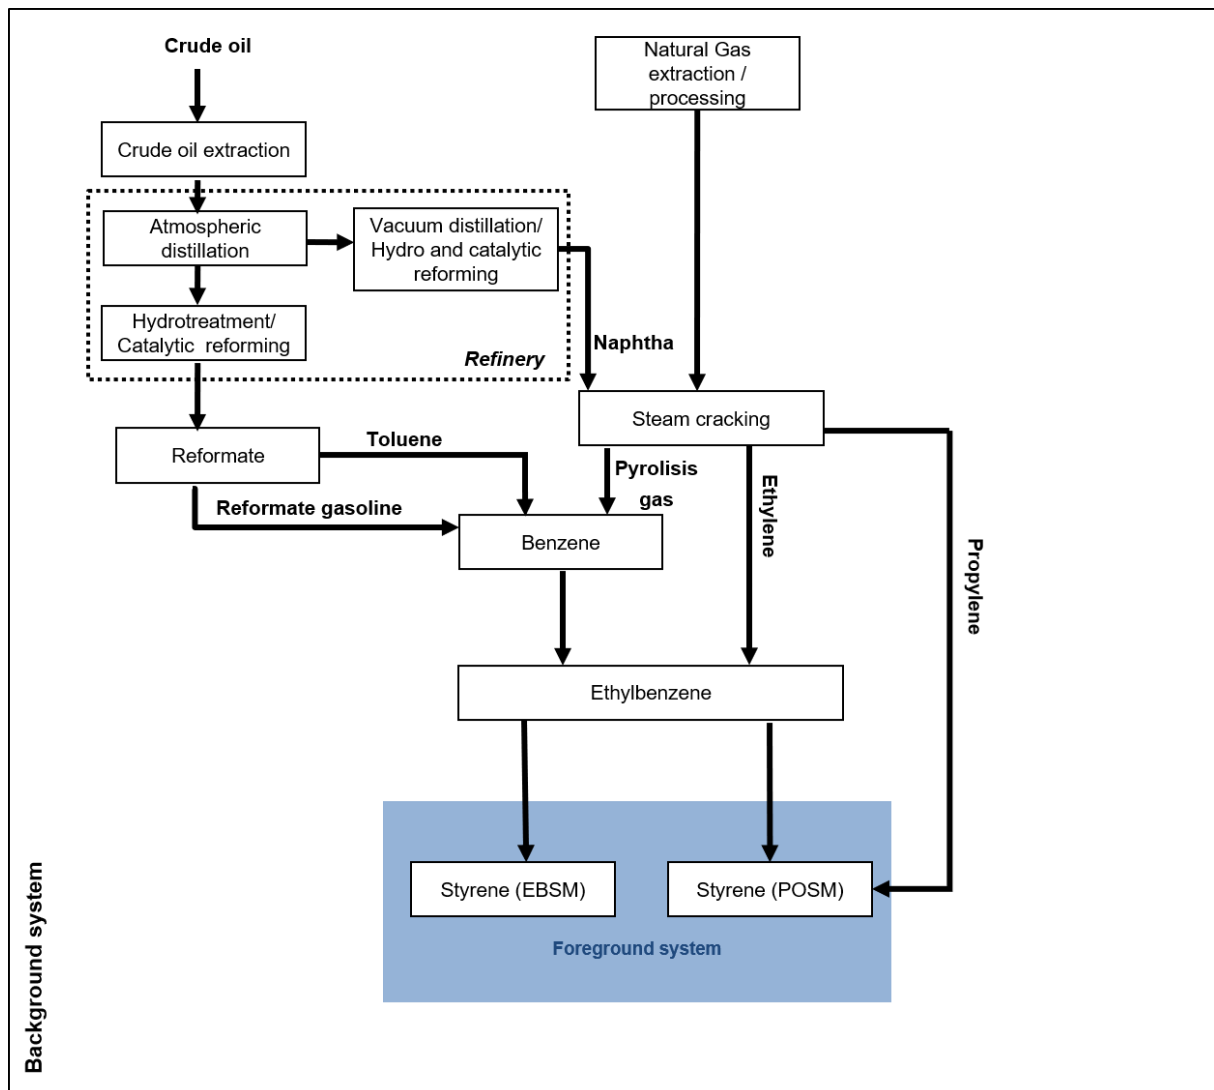 Crude oil
Natural Gas
extraction /
processing
Crude oil extraction
Atmospheric
distillation
Vacuum distillation/
Hydro and catalytic
reforming
Hydrotreatment/
Catalytic reforming
Refinery
Naphtha
Steam cracking
Reformate
Toluene
Pyrolisis
gas
Ethylene
Reformate gasoline
Benzene
Propylene
Ethylbenzene
Styrene (EBSM)
Styrene (POSM)
Foreground system
Background system